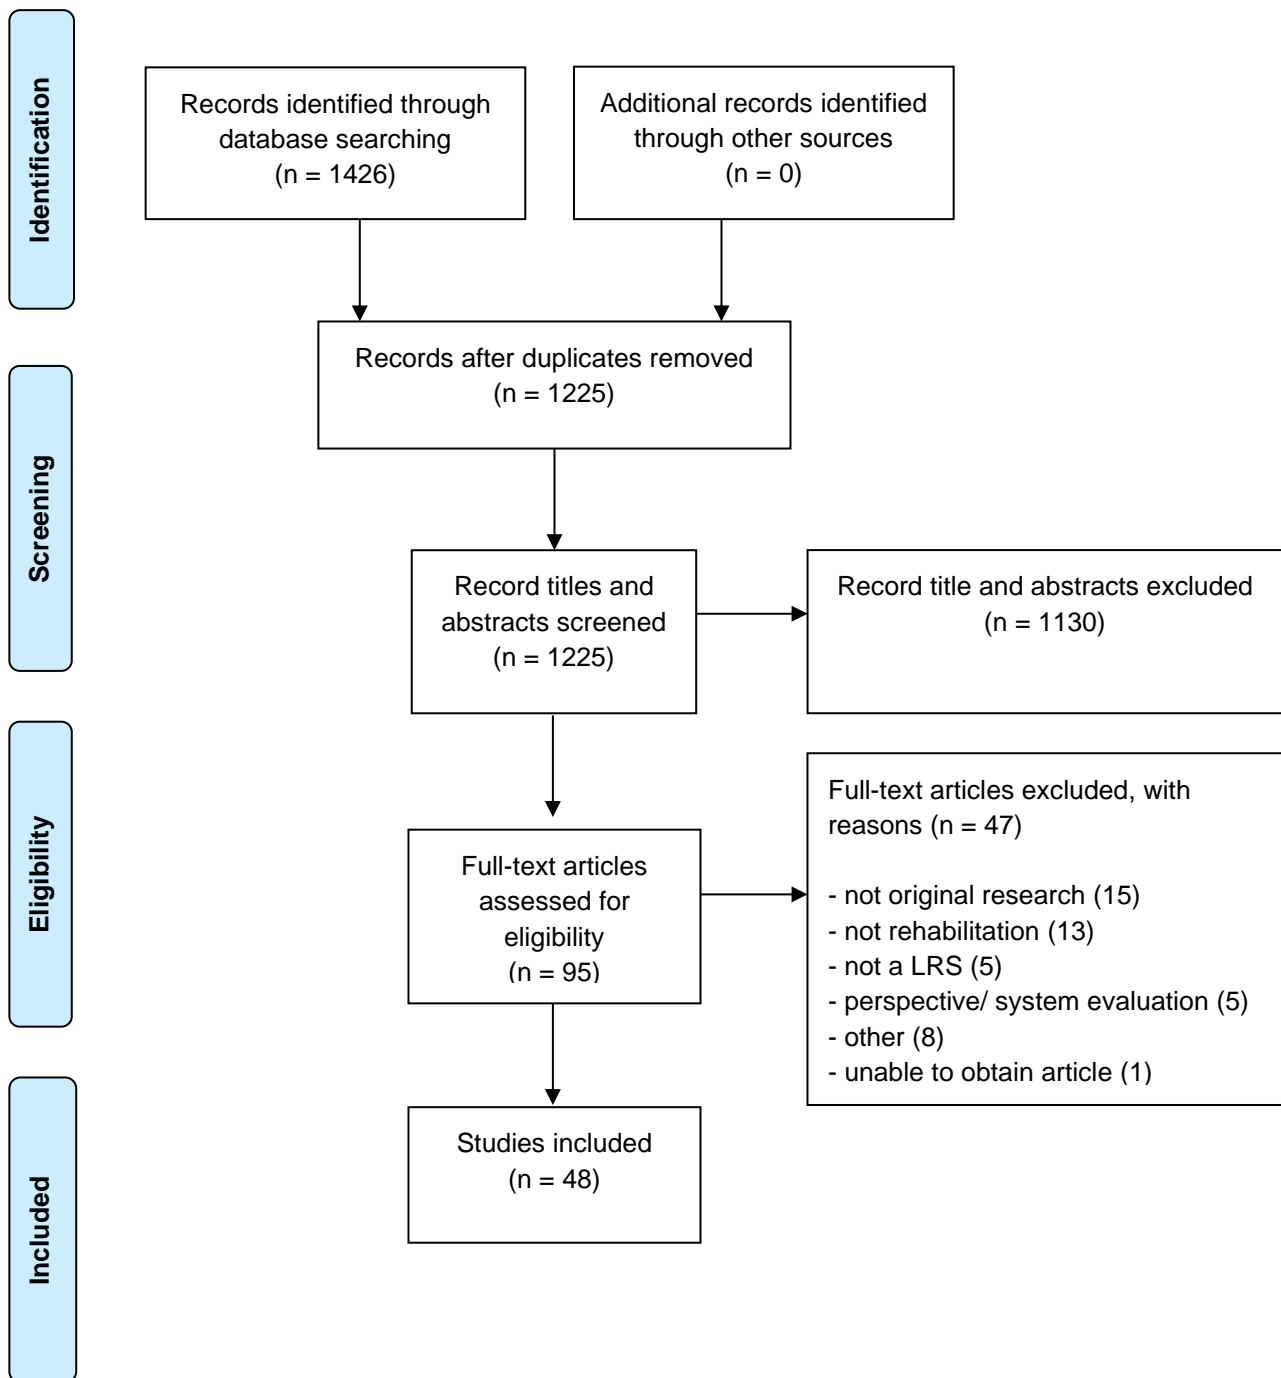 Identification
Records identified through
database searching
(n = 1426)
Additional records identified
through other sources
(n = 0)
Records after duplicates removed
(n = 1225)
Screening
Record titles and
abstracts screened
(n = 1225)
Record title and abstracts excluded
(n = 1130)
Eligibility
Full-text articles
assessed for
eligibility
(n = 95)
Full-text articles excluded, with
reasons (n = 47)
- not original research (15)
- not rehabilitation (13)
- not a LRS (5)
- perspective/ system evaluation (5)
- other (8)
- unable to obtain article (1)
Included
Studies included
(n = 48)